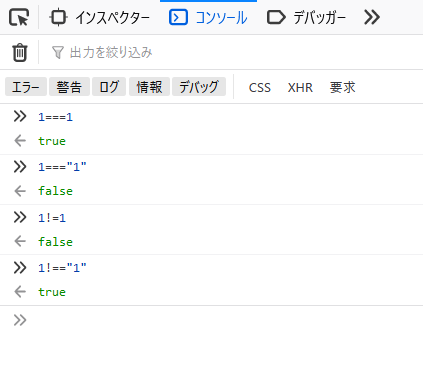 インスペクター コンソール デバッガー
出力を絞り込み
エラー 警告 ログ 情報 デバッグ CSS XHR 要求
1===1
true
1==="1"
false
1!=1
false
1!=="1"
true